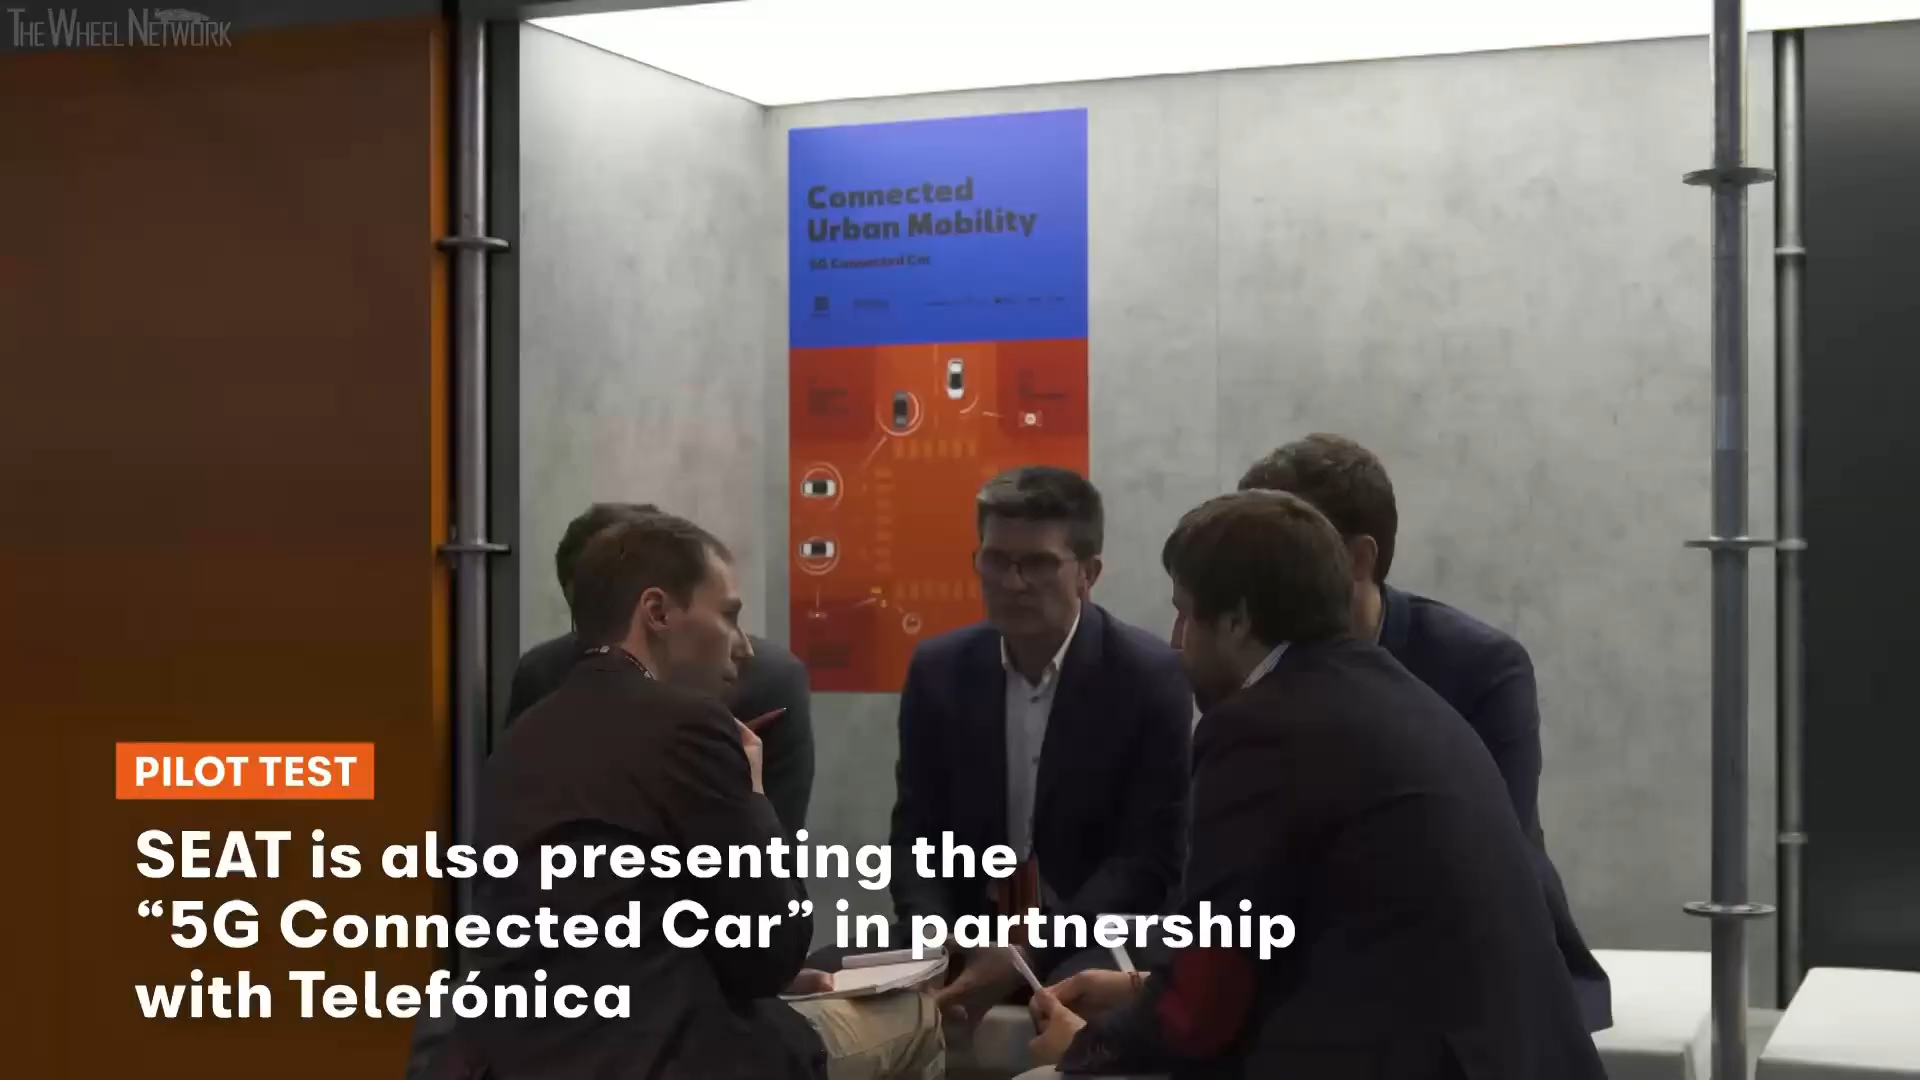 THE WHEEL NETWORK
Connected
Urban Mobility
5G Connected Car
PILOT TEST
SEAT is also presenting the
“5G Connected Car” in partnership
with Telefónica